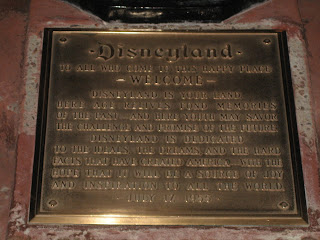 Disneyland
TO ALL WHO COME TO THIS HAPPY PLACE
– WELCOME –
DISNEYLAND IS YOUR LAND
HERE AGE RELIVES FOND MEMORIES
OF THE PAST—AND HERE YOUTH MAY SAVOR
THE CHALLENGE AND PROMISE OF THE FUTURE.
DISNEYLAND IS DEDICATED
TO THE IDEALS, THE DREAMS, AND THE HARD
FACTS THAT HAVE CREATED AMERICA—WITH THE
HOPE THAT IT WILL BE A SOURCE OF JOY
AND INSPIRATION TO ALL THE WORLD
JULY 17 1955